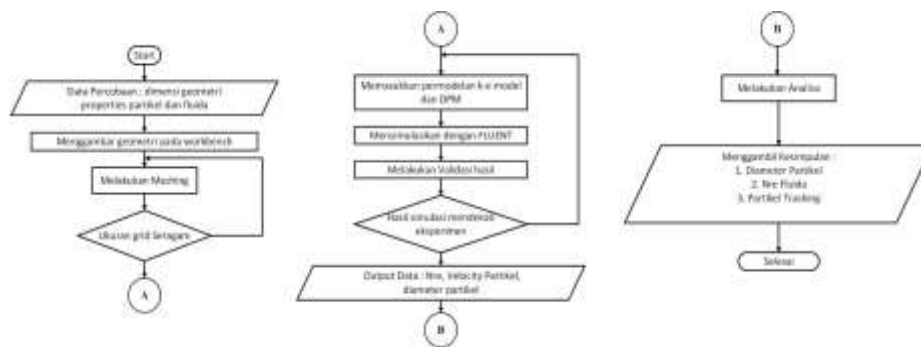 Start
Data Percobaan : dimensi geometri
properties partikel dan fluida
Menggambar geometri pada workbench
Melakukan Meshing
Ukuran grid Seragam
A
A
Memasukkan permodelan k-e model
dan DPM
Mensimulasikan dengan FLUENT
Melakukan Validasi hasil
Hasil simulasi mendekati
eksperimen
Output Data : Nre, Velocity Partikel,
diameter partikel
B
B
Melakukan Analisa
Menggambil Kesimpulan :
1. Diameter Partikel
2. Nre Fluida
3. Partikel Tracking
Selesai